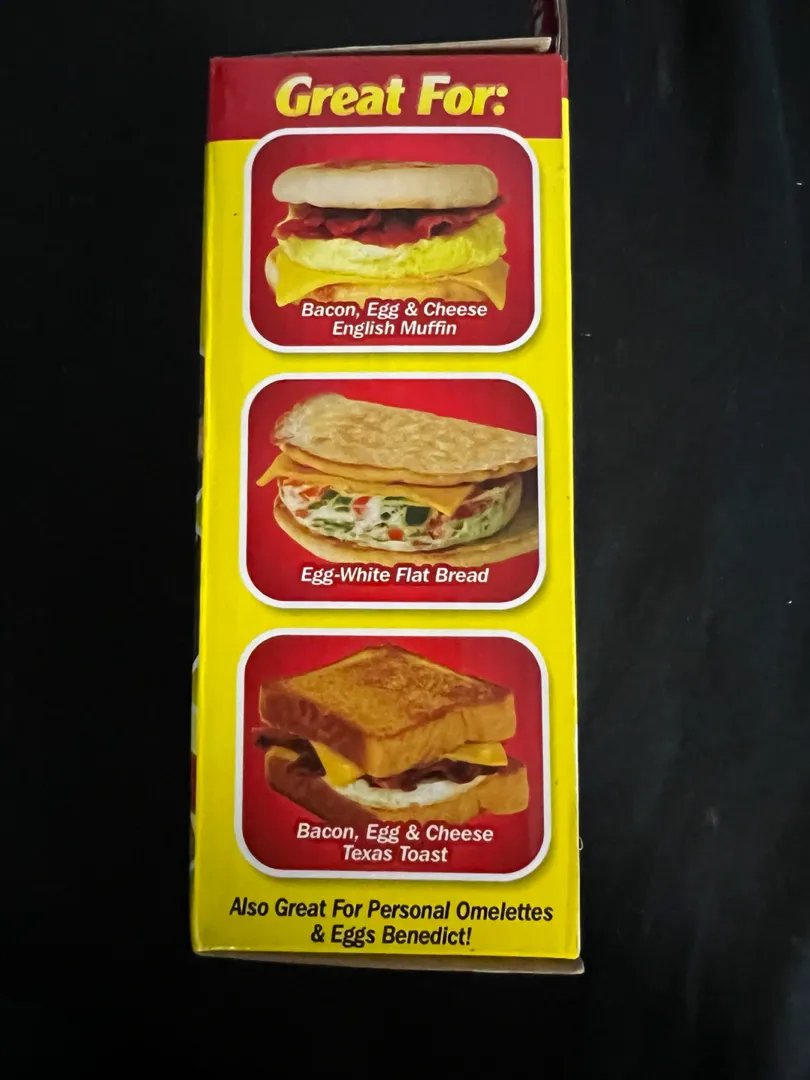 Great For:
Bacon, Egg & Cheese
English Muffin
Egg-White Flat Bread
Bacon, Egg & Cheese
Texas Toast
Also Great For Personal Omelettes
& Eggs Benedict!